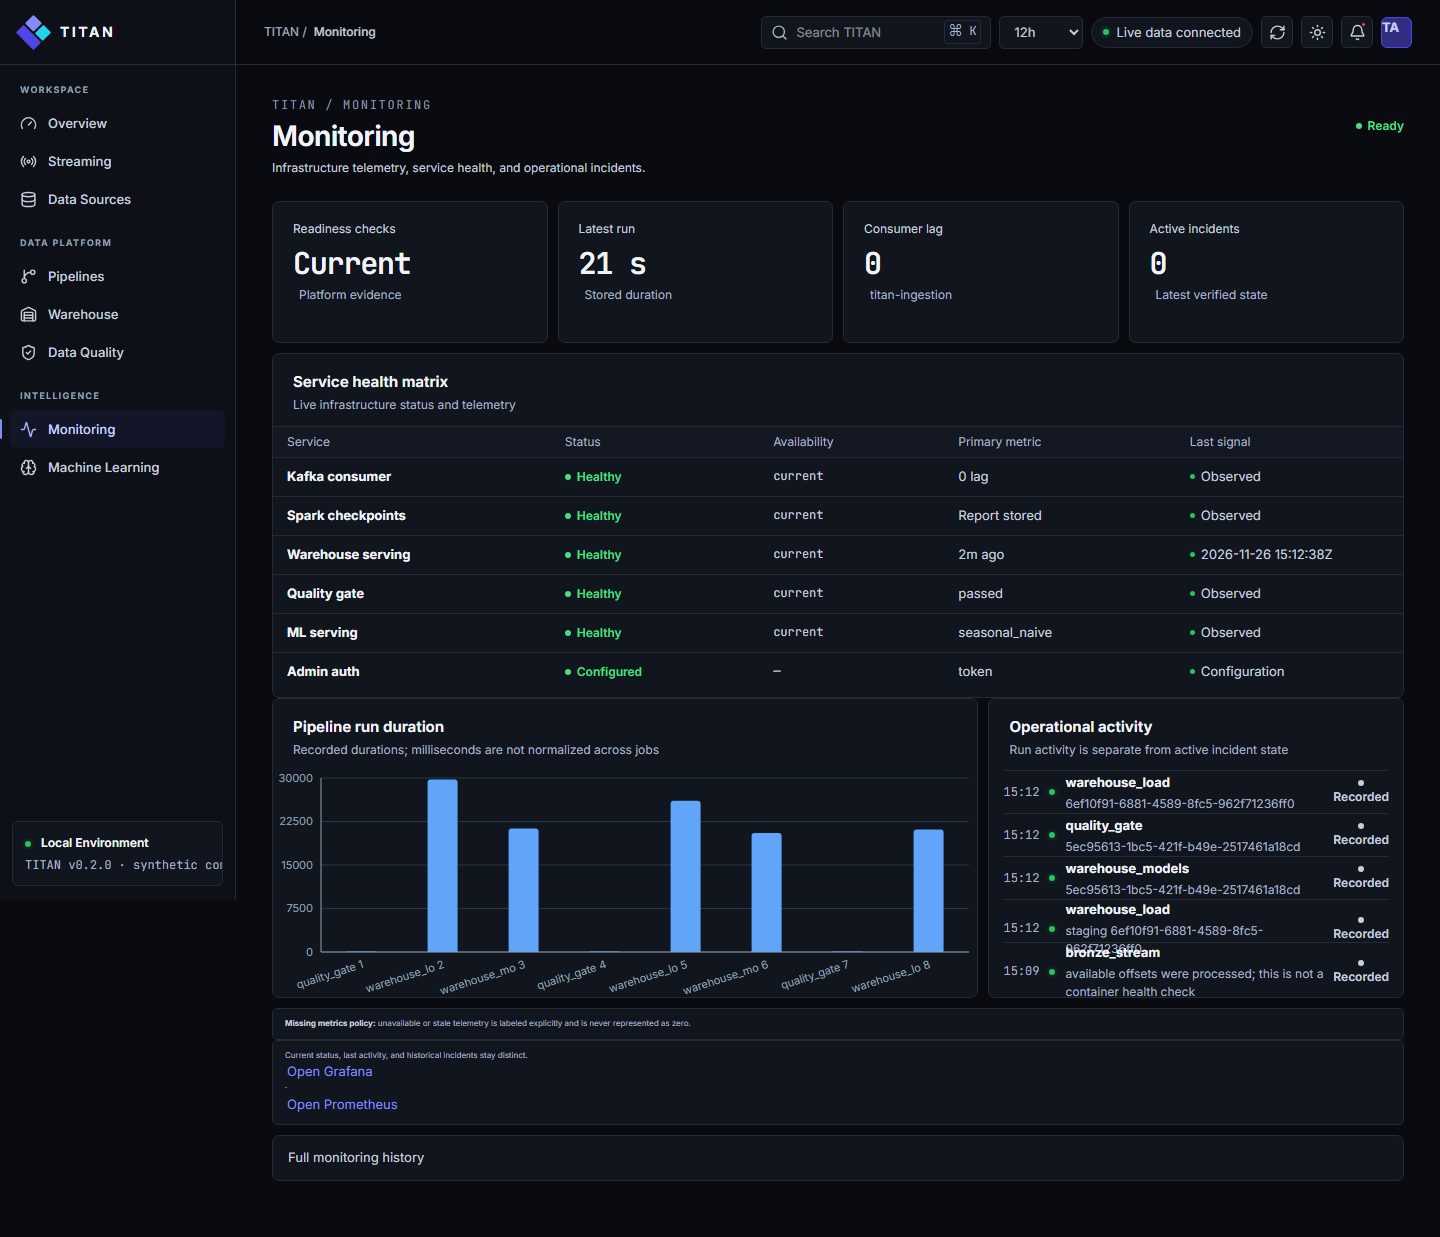 TITAN
TITAN / Monitoring
Search TITAN
⌘ K
12h
Live data connected
TA
WORKSPACE
Overview
Streaming
Data Sources
DATA PLATFORM
Pipelines
Warehouse
Data Quality
INTELLIGENCE
Monitoring
Machine Learning
Local Environment
TITAN v0.2.0 · synthetic
TITAN / MONITORING
Monitoring
Infrastructure telemetry, service health, and operational incidents.
Ready
Readiness checks
Current
Platform evidence
Latest run
21 s
Stored duration
Consumer lag
0
titan-ingestion
Active incidents
0
Latest verified state
Service health matrix
Live infrastructure status and telemetry
Service Status Availability Primary metric Last signal
Kafka consumer Healthy current 0 lag Observed
Spark checkpoints Healthy current Report stored Observed
Warehouse serving Healthy current 2m ago 2026-11-26 15:12:38Z
Quality gate Healthy current passed Observed
ML serving Healthy current seasonal_naive Observed
Admin auth Configured — token Configuration
Pipeline run duration
Recorded durations; milliseconds are not normalized across jobs
30000
22500
15000
7500
0
quality_gate 1
warehouse_lo 2
warehouse_mo 3
quality_gate 4
warehouse_lo 5
warehouse_mo 6
quality_gate 7
warehouse_lo 8
Operational activity
Run activity is separate from active incident state
15:12 warehouse_load
6ef10f91-6881-4589-8fc5-962f71236ff0
Recorded
15:12 quality_gate
5ec95613-1bc5-421f-b49e-2517461a18cd
Recorded
15:12 warehouse_models
5ec95613-1bc5-421f-b49e-2517461a18cd
Recorded
15:12 warehouse_load
staging 6ef10f91-6881-4589-8fc5-
962f71236ff0
Recorded
15:09 bronze_stream
available offsets were processed; this is not a
container health check
Recorded
Missing metrics policy: unavailable or stale telemetry is labeled explicitly and is never represented as zero.
Current status, last activity, and historical incidents stay distinct.
Open Grafana
·
Open Prometheus
Full monitoring history